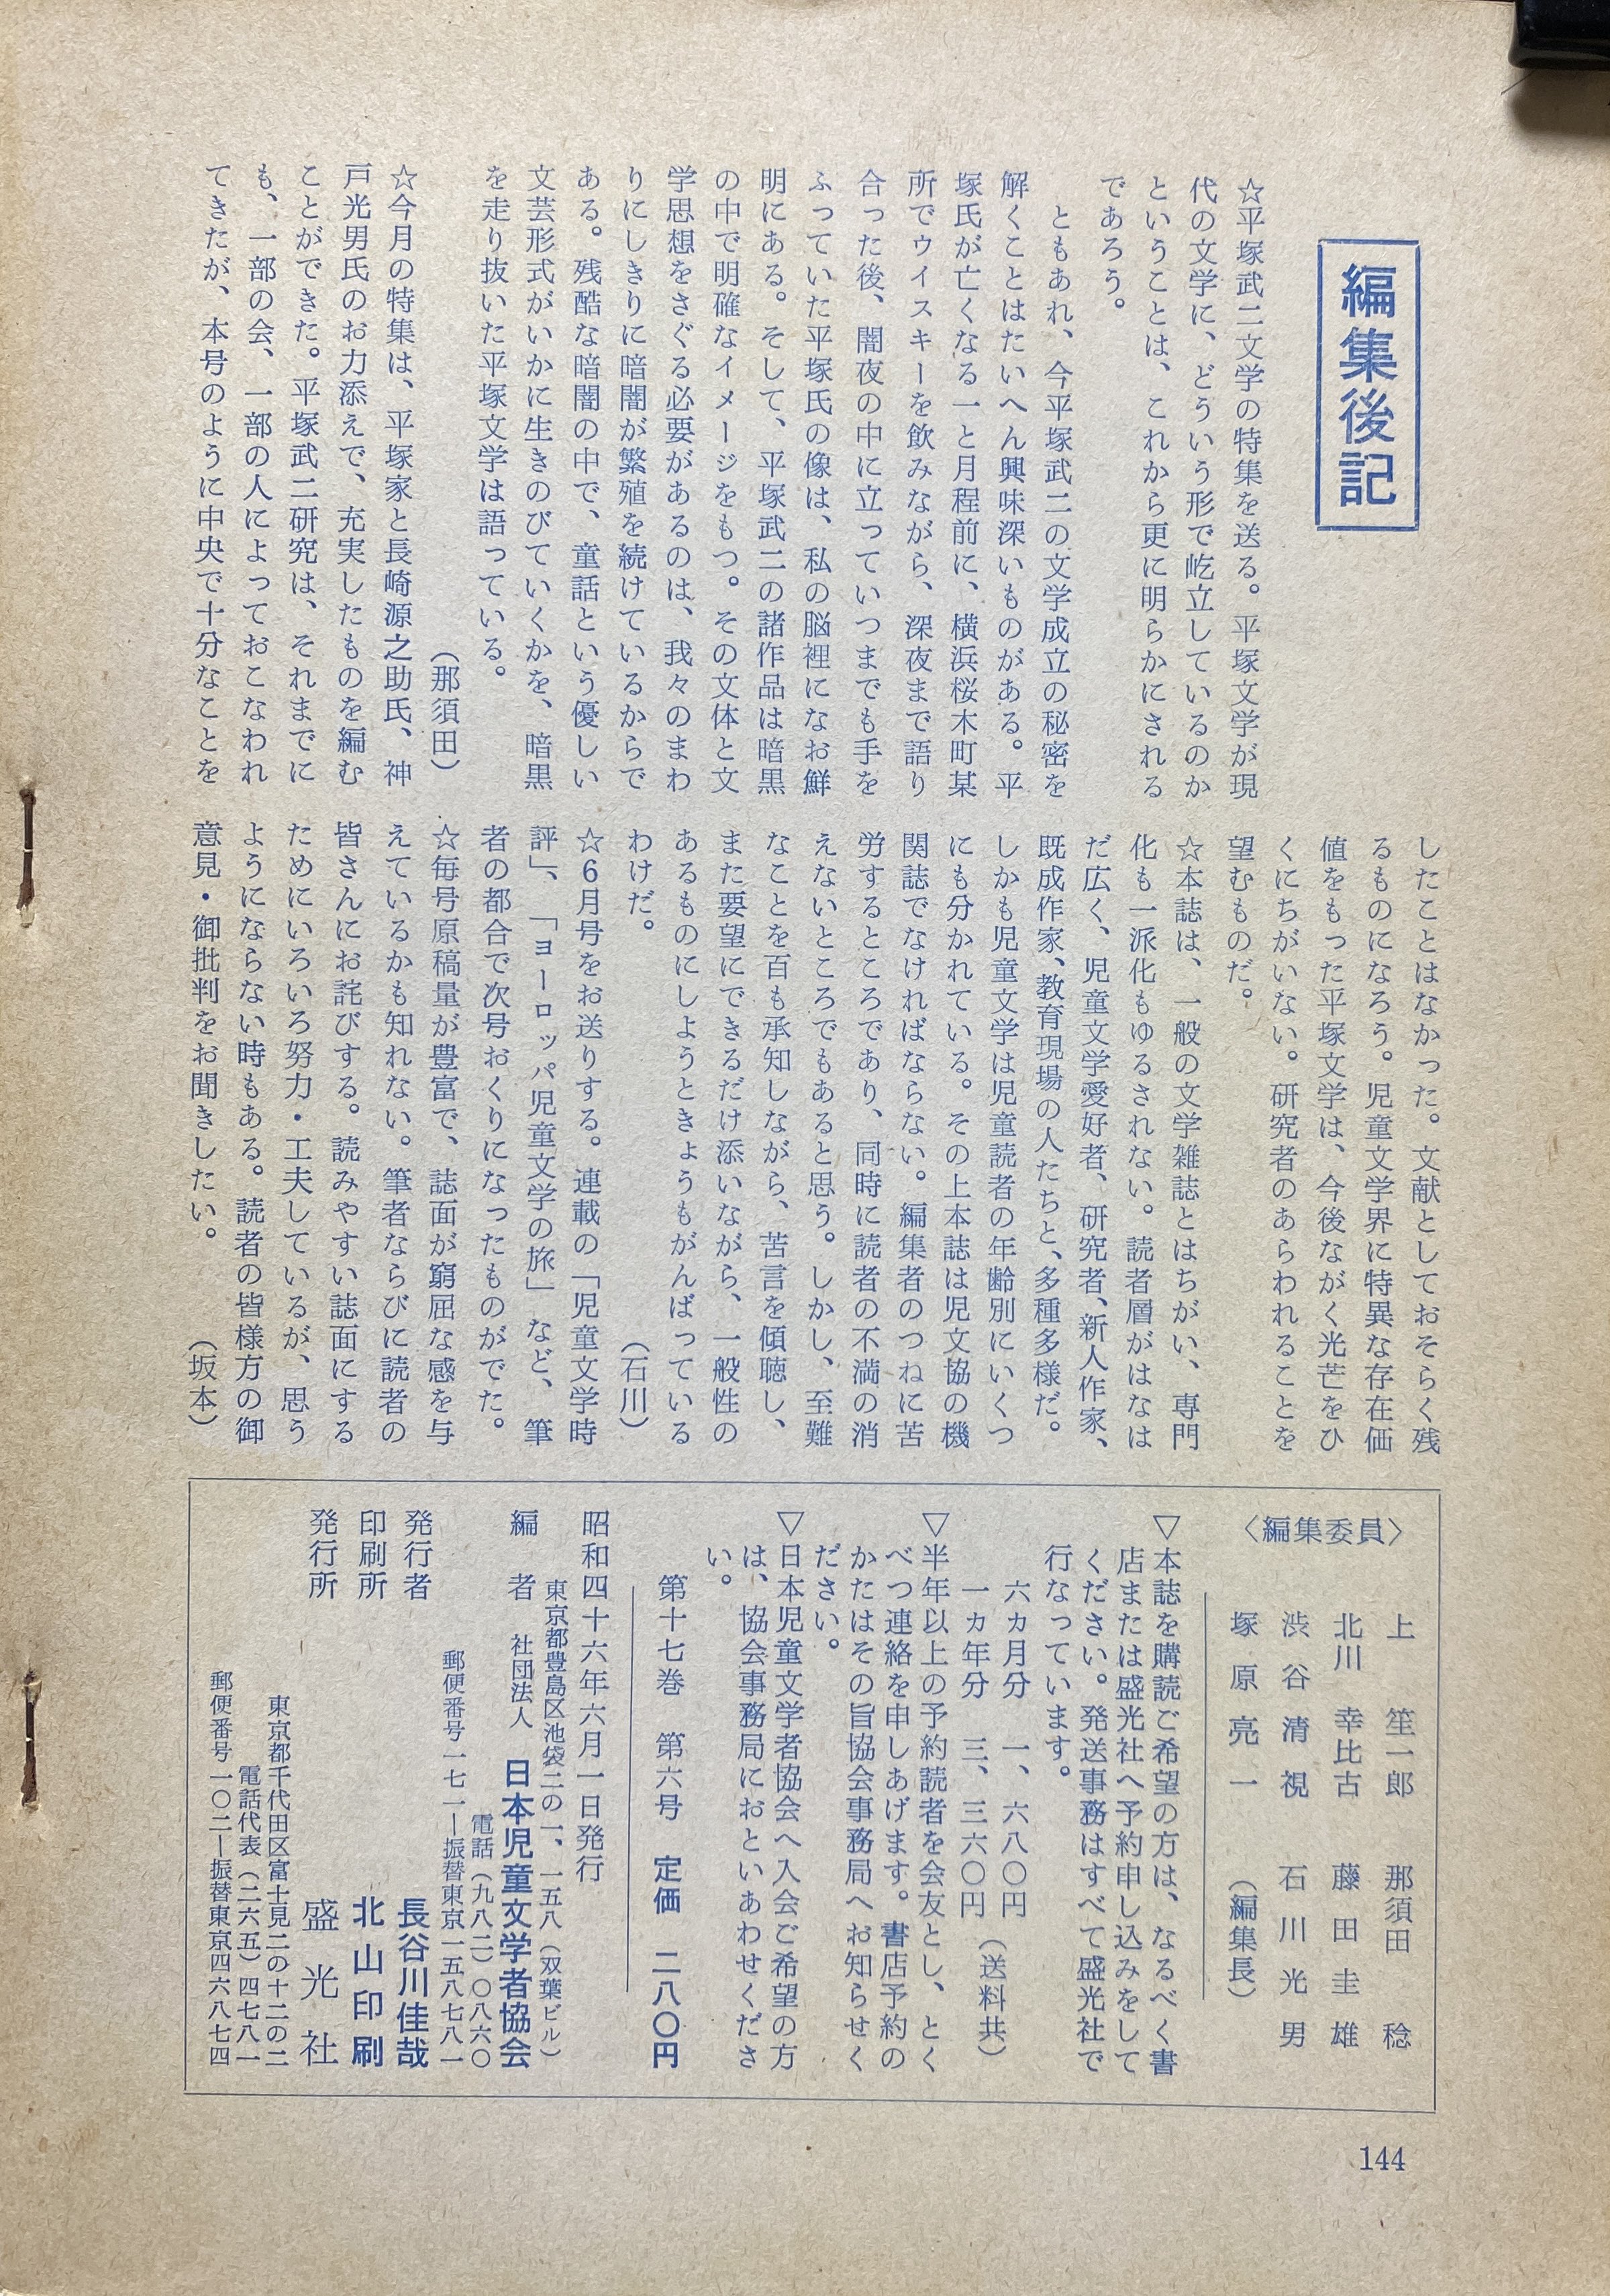 編集後記
☆平塚武二文学の特集を送る。平塚文学が現
代の文学に、どういう形で屹立しているのか
ということは、これから更に明らかにされる
であろう。
ともあれ、今平塚武二の文学成立の秘密を
解くことはたいへん興味深いものがある。平
塚氏が亡くなる一と月程前に、横浜桜木町某
所でウイスキーを飲みながら、深夜まで語り
合った後、闇夜の中に立っていつまでも手を
ふっていた平塚氏の像は、私の脳裡になお鮮
明にある。そして、平塚武二の諸作品は暗黒
の中で明確なイメージをもつ。その文体と文
学思想をさぐる必要があるのは、我々のまわ
りにしきりに暗闇が繁殖を続けているからで
ある。残酷な暗闇の中で、童話という優しい
文芸形式がいかに生きのびていくかを、暗黒
を走り抜いた平塚文学は語っている。
（那須田）
☆今月の特集は、平塚家と長崎源之助氏、神
戸光男氏のお力添えで、充実したものを編む
ことができた。平塚武二研究は、それまでに
も、一部の会、一部の人によっておこなわれ
てきたが、本号のように中央で十分なことを
したことはなかった。文献としておそらく残
るものになろう。児童文学界に特異な存在価
値をもった平塚文学は、今後ながく光芒をひ
くにちがいない。研究者のあらわれることを
望むものだ。
☆本誌は、一般の文学雑誌とはちがい、専門
化も一派化もゆるされない。読者層がはなは
だ広く、児童文学愛好者、研究者、新人作家、
既成作家、教育現場の人たちと、多種多様だ。
しかも児童文学は児童読者の年齢別にいくつ
にも分かれている。その上本誌は児文協の機
関誌でなければならない。編集者のつねに苦
労するところであり、同時に読者の不満の消
えないところでもあると思う。しかし、至難
なことを百も承知しながら、苦言を傾聴し、
また要望にできるだけ添いながら、一般性の
あるものにしようときょうもがんばっている
わけだ。（石川）
☆6月号をお送りする。連載の「児童文学時
評」、「ヨーロッパ児童文学の旅」など、筆
者の都合で次号おくりになったものがでた。
☆毎号原稿量が豊富で、誌面が窮屈な感を与
えているかも知れない。筆者ならびに読者の
皆さんにお詫びする。読みやすい誌面にする
ためにいろいろ努力・工夫しているが、思う
ようにならない時もある。読者の皆様方の御
意見・御批判をお聞きしたい。（坂本）
〈編集委員〉
上 笙一郎 那須田 稔
北川 幸比古 藤田圭雄
渋谷清視 石川光男
塚原亮一 （編集長）
▽本誌を購読ご希望の方は、なるべく書
店または盛光社へ予約申し込みをして
ください。発送事務はすべて盛光社で
行なっています。
六カ月分 一、六八〇円
一カ年分 三、三六〇円（送料共）
▽半年以上の予約読者を会友とし、とく
べつ連絡を申しあげます。書店予約の
かたはその旨協会事務局へお知らせく
ださい。
▽日本児童文学者協会へ入会ご希望の方
は、協会事務局におといあわせくださ
い。
第十七巻 第六号 定価 二八〇円
昭和四十六年六月一日発行
東京都豊島区池袋二の一、一五八（双葉ビル）
編者 社団法人 日本児童文学者協会
電話（九八二）〇八六〇
郵便番号一七一―振替東京一五八七八一
発行者 長谷川佳哉
印刷所 北山印刷
発行所 盛光社
東京都千代田区富士見二の十二の二
電話代表（二六五）四七八一
郵便番号一〇二―振替東京四六八七四
144